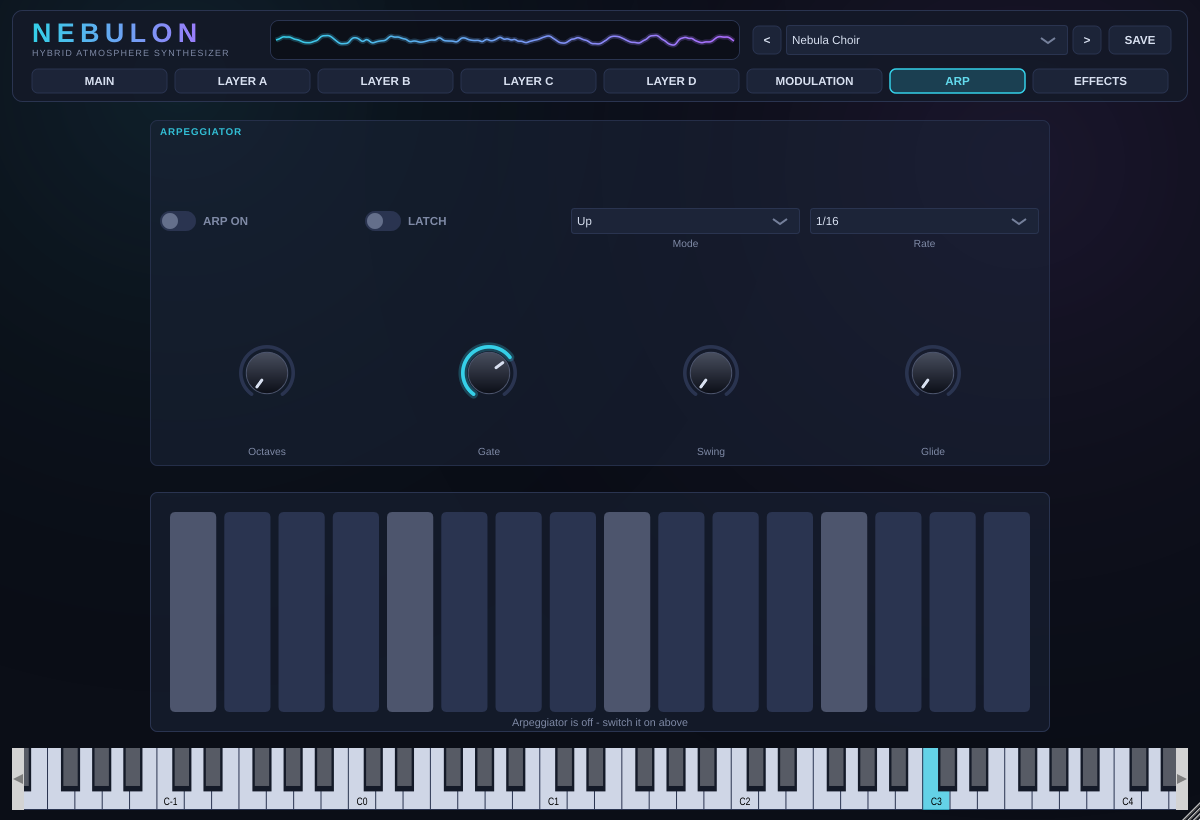 NEBULON
HYBRID ATMOSPHERE SYNTHESIZER
< Nebula Choir > SAVE
MAIN LAYER A LAYER B LAYER C LAYER D MODULATION ARP EFFECTS
ARPEGGIATOR
ARP ON LATCH Up 1/16
Mode Rate
Octaves Gate Swing Glide
Arpeggiator is off - switch it on above
C-1 C0 C1 C2 C3 C4